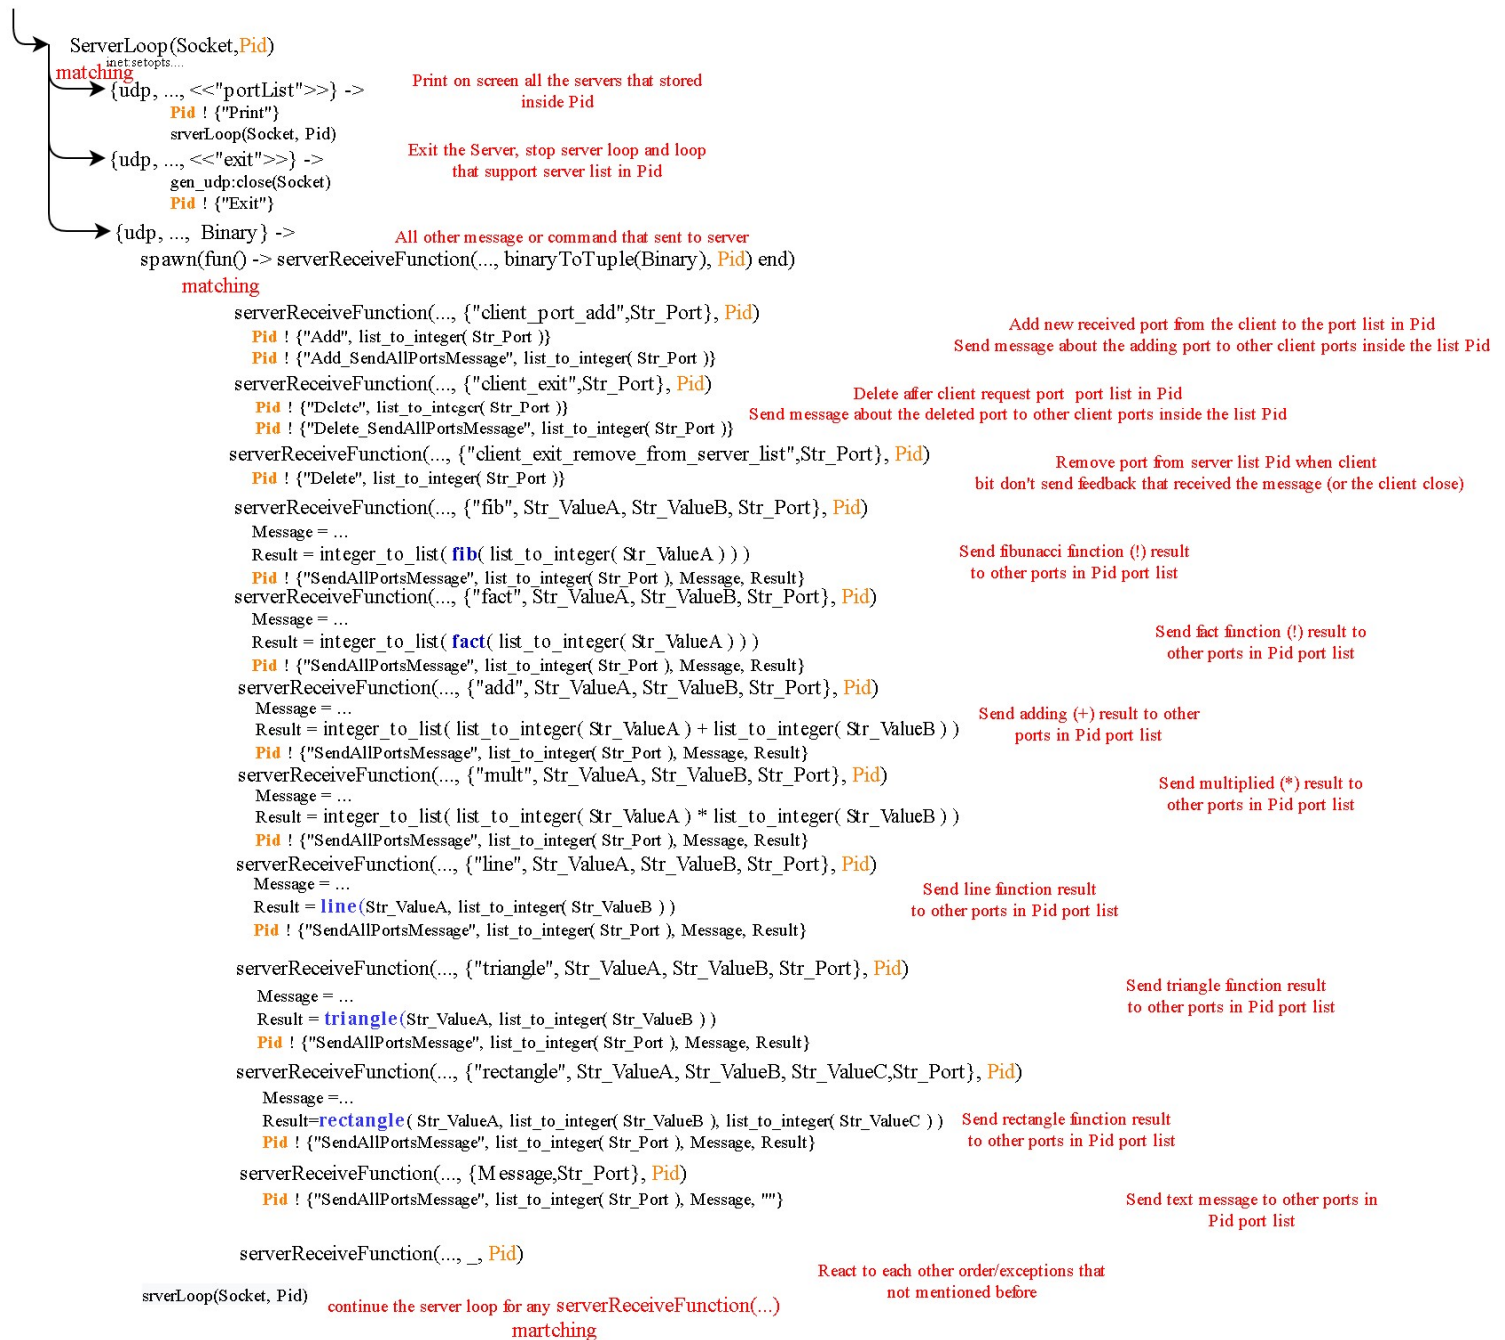 ServerLoop(Socket,Pid)
inet:setopts....
matching
{udp, ..., <<"portList">>} ->
Print on screen all the servers that stored
inside Pid
Pid ! {"Print"}
srverLoop(Socket, Pid)
{udp, ..., <<"exit">>} ->
Exit the Server, stop server loop and loop
that support server list in Pid
gen_udp:close(Socket)
Pid ! {"Exit"}
{udp, ..., Binary} ->
All other message or command that sent to server
spawn(fun() -> serverReceiveFunction(..., binaryToTuple(Binary), Pid) end)
matching
serverReceiveFunction(..., {"client_port_add",Str_Port}, Pid)
Pid ! {"Add", list_to_integer( Str_Port )}
Pid ! {"Add_SendAllPortsMessage", list_to_integer( Str_Port )}
Add new received port from the client to the port list in Pid
Send message about the adding port to other client ports inside the list Pid
serverReceiveFunction(..., {"client_exit",Str_Port}, Pid)
Pid ! {"Delete", list_to_integer( Str_Port )}
Pid ! {"Delete_SendAllPortsMessage", list_to_integer( Str_Port )}
Delete after client request port port list in Pid
Send message about the deleted port to other client ports inside the list Pid
serverReceiveFunction(..., {"client_exit_remove_from_server_list",Str_Port}, Pid)
Pid ! {"Delete", list_to_integer( Str_Port )}
Remove port from server list Pid when client
bit don't send feedback that received the message (or the client close)
serverReceiveFunction(..., {"fib", Str_ValueA, Str_ValueB, Str_Port}, Pid)
Message = ...
Result = integer_to_list( fib( list_to_integer( Str_ValueA ) ) )
Pid ! {"SendAllPortsMessage", list_to_integer( Str_Port ), Message, Result}
Send fibunacci function (!) result
to other ports in Pid port list
serverReceiveFunction(..., {"fact", Str_ValueA, Str_ValueB, Str_Port}, Pid)
Message = ...
Result = integer_to_list( fact( list_to_integer( Str_ValueA ) ) )
Pid ! {"SendAllPortsMessage", list_to_integer( Str_Port ), Message, Result}
Send fact function (!) result to
other ports in Pid port list
serverReceiveFunction(..., {"add", Str_ValueA, Str_ValueB, Str_Port}, Pid)
Message = ...
Result = integer_to_list( list_to_integer( Str_ValueA ) + list_to_integer( Str_ValueB ) )
Pid ! {"SendAllPortsMessage", list_to_integer( Str_Port ), Message, Result}
Send adding (+) result to other
ports in Pid port list
serverReceiveFunction(..., {"mult", Str_ValueA, Str_ValueB, Str_Port}, Pid)
Message = ...
Result = integer_to_list( list_to_integer( Str_ValueA ) * list_to_integer( Str_ValueB ) )
Pid ! {"SendAllPortsMessage", list_to_integer( Str_Port ), Message, Result}
Send multiplied (*) result to
other ports in Pid port list
serverReceiveFunction(..., {"line", Str_ValueA, Str_ValueB, Str_Port}, Pid)
Message = ...
Result = line(Str_ValueA, list_to_integer( Str_ValueB ) )
Pid ! {"SendAllPortsMessage", list_to_integer( Str_Port ), Message, Result}
Send line function result
to other ports in Pid port list
serverReceiveFunction(..., {"triangle", Str_ValueA, Str_ValueB, Str_Port}, Pid)
Message = ...
Result = triangle(Str_ValueA, list_to_integer( Str_ValueB ) )
Pid ! {"SendAllPortsMessage", list_to_integer( Str_Port ), Message, Result}
Send triangle function result
to other ports in Pid port list
serverReceiveFunction(..., {"rectangle", Str_ValueA, Str_ValueB, Str_ValueC,Str_Port}, Pid)
Message =...
Result=rectangle( Str_ValueA, list_to_integer( Str_ValueB ), list_to_integer( Str_ValueC ) )
Pid ! {"SendAllPortsMessage", list_to_integer( Str_Port ), Message, Result}
Send rectangle function result
to other ports in Pid port list
serverReceiveFunction(..., {Message,Str_Port}, Pid)
Pid ! {"SendAllPortsMessage", list_to_integer( Str_Port ), Message, ""}
Send text message to other ports in
Pid port list
serverReceiveFunction(..., _, Pid)
React to each other order/exceptions that
not mentioned before
srverLoop(Socket, Pid)
continue the server loop for any serverReceiveFunction(...)
martching